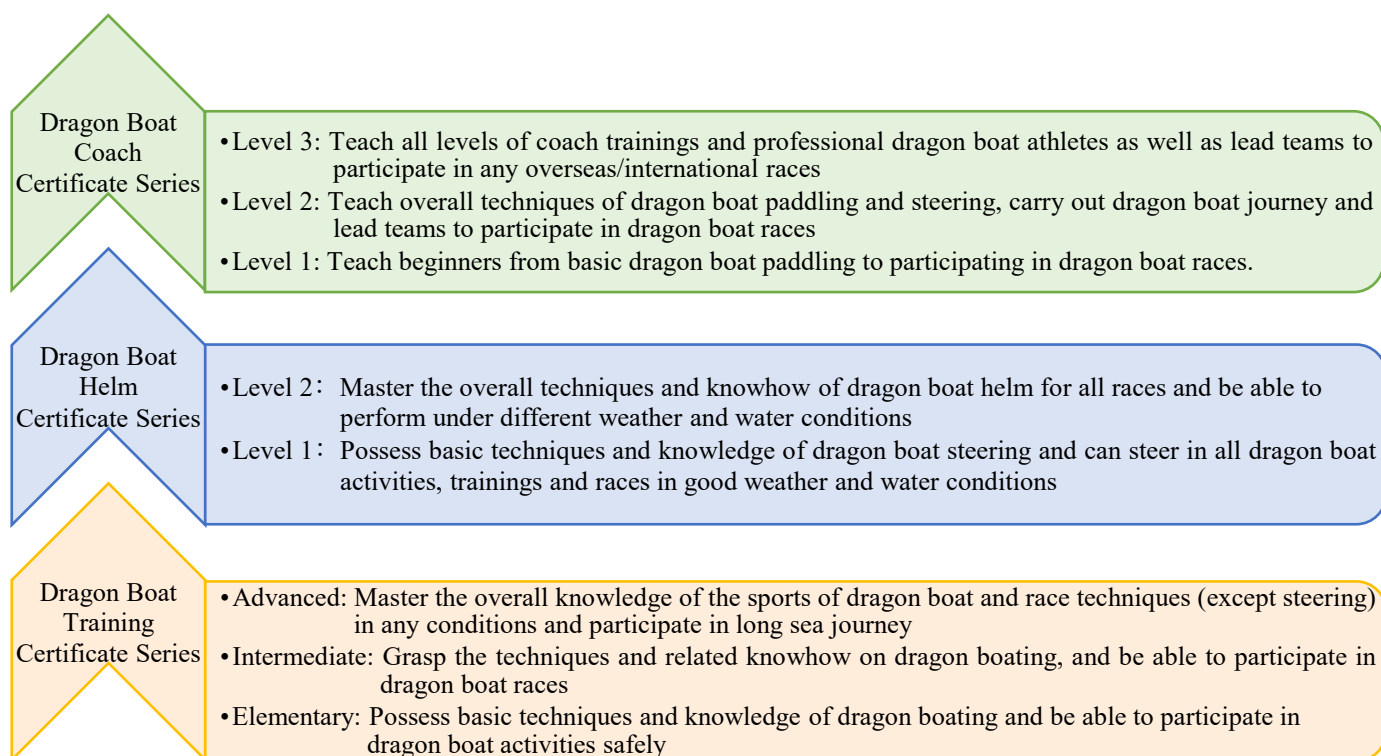 Dragon Boat
Coach
Certificate Series
•Level 3: Teach all levels of coach trainings and professional dragon boat athletes as well as lead teams to
participate in any overseas/international races
•Level 2: Teach overall techniques of dragon boat paddling and steering, carry out dragon boat journey and
lead teams to participate in dragon boat races
•Level 1: Teach beginners from basic dragon boat paddling to participating in dragon boat races.
Dragon Boat
Helm
Certificate Series
•Level 2： Master the overall techniques and knowhow of dragon boat helm for all races and be able to
perform under different weather and water conditions
•Level 1： Possess basic techniques and knowledge of dragon boat steering and can steer in all dragon boat
activities, trainings and races in good weather and water conditions
Dragon Boat
Training
Certificate Series
•Advanced: Master the overall knowledge of the sports of dragon boat and race techniques (except steering)
in any conditions and participate in long sea journey
•Intermediate: Grasp the techniques and related knowhow on dragon boating, and be able to participate in
dragon boat races
•Elementary: Possess basic techniques and knowledge of dragon boating and be able to participate in
dragon boat activities safely